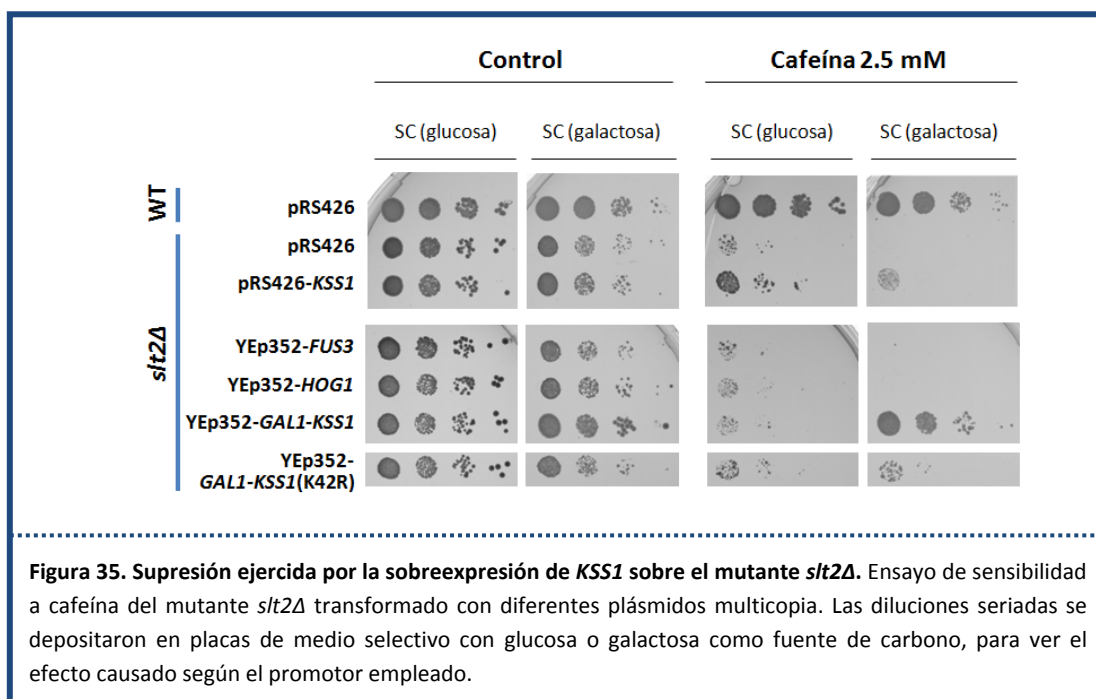 Control
Cafeína 2.5 mM
SC (glucosa)
SC (galactosa)
SC (glucosa)
SC (galactosa)
WT
pRS426
slt2Δ
pRS426
pRS426-KSS1
YEp352-FUS3
YEp352-HOG1
YEp352-GAL1-KSS1
YEp352-
GAL1-KSS1(K42R)
Figura 35. Supresión ejercida por la sobreexpresión de KSS1 sobre el mutante slt2Δ. Ensayo de sensibilidad
a cafeína del mutante slt2Δ transformado con diferentes plásmidos multicopia. Las diluciones seriadas se
depositaron en placas de medio selectivo con glucosa o galactosa como fuente de carbono, para ver el
efecto causado según el promotor empleado.